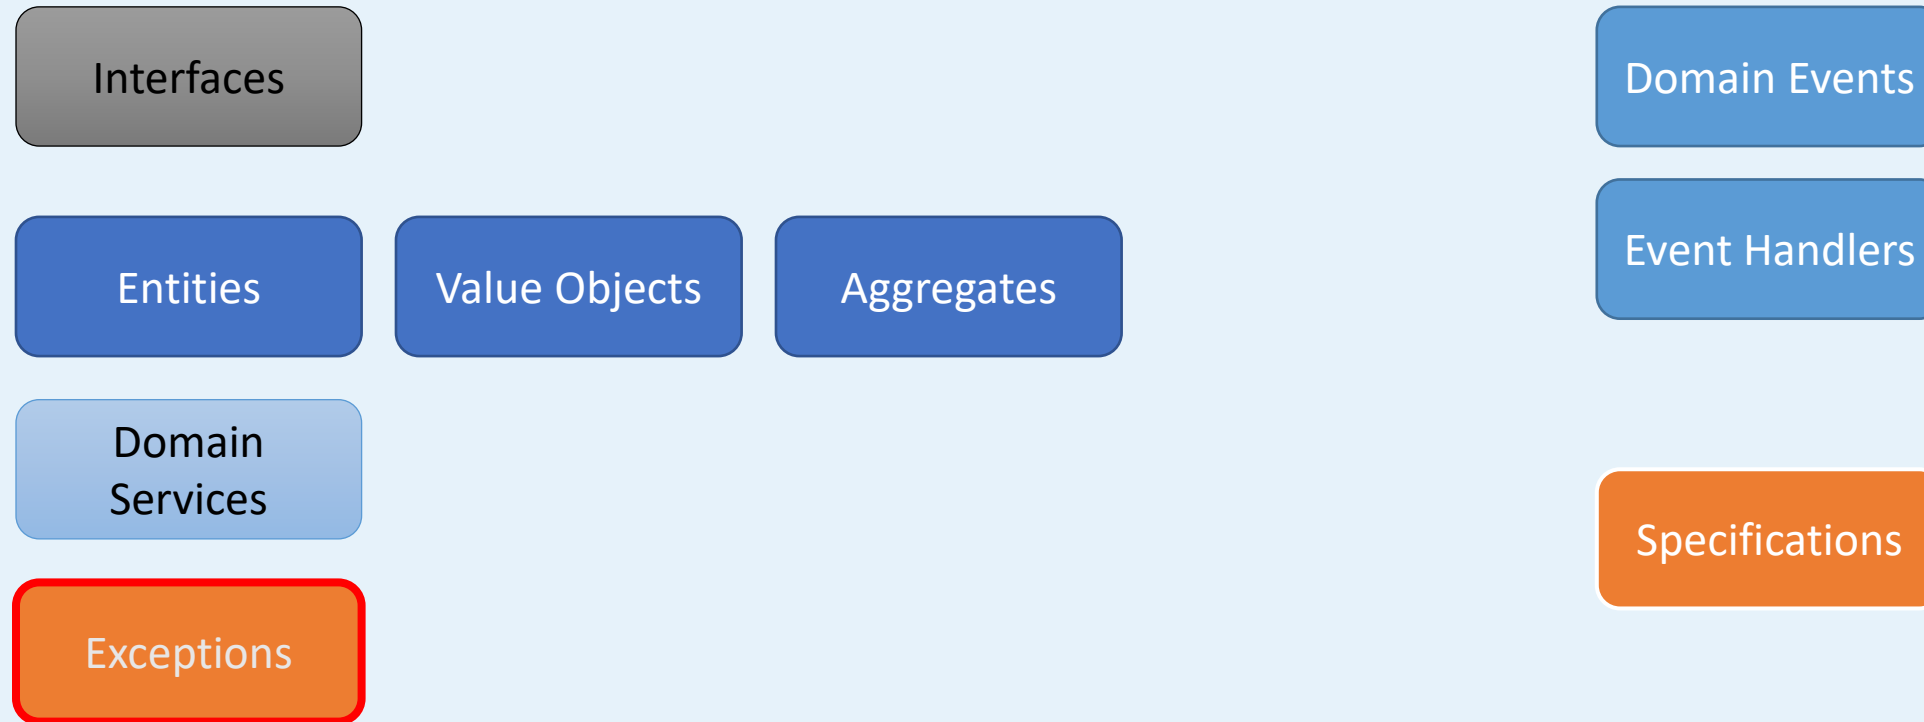 Interfaces
Domain Events
Event Handlers
Entities
Value Objects
Aggregates
Domain
Services
Specifications
Exceptions